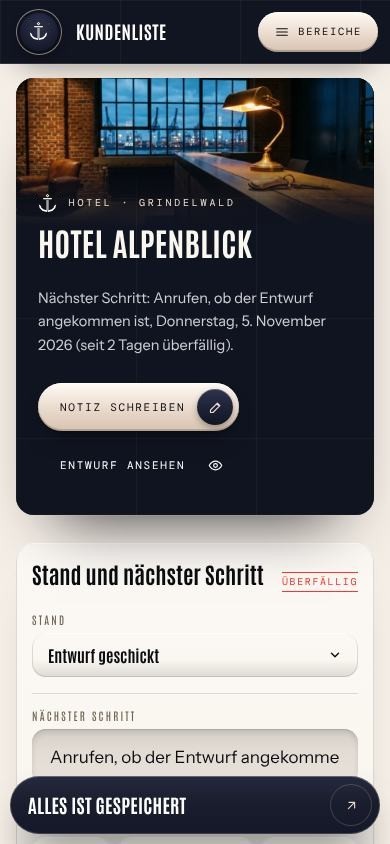 KUNDENLISTE
BEREICHE
HOTEL · GRINDELWALD
HOTEL ALPENBLICK
Nächster Schritt: Anrufen, ob der Entwurf
angekommen ist, Donnerstag, 5. November
2026 (seit 2 Tagen überfällig).
NOTIZ SCHREIBEN
ENTWURF ANSEHEN
Stand und nächster Schritt
ÜBERFÄLLIG
STAND
Entwurf geschickt
NÄCHSTER SCHRITT
Anrufen, ob der Entwurf angekomme
ALLES IST GESPEICHERT